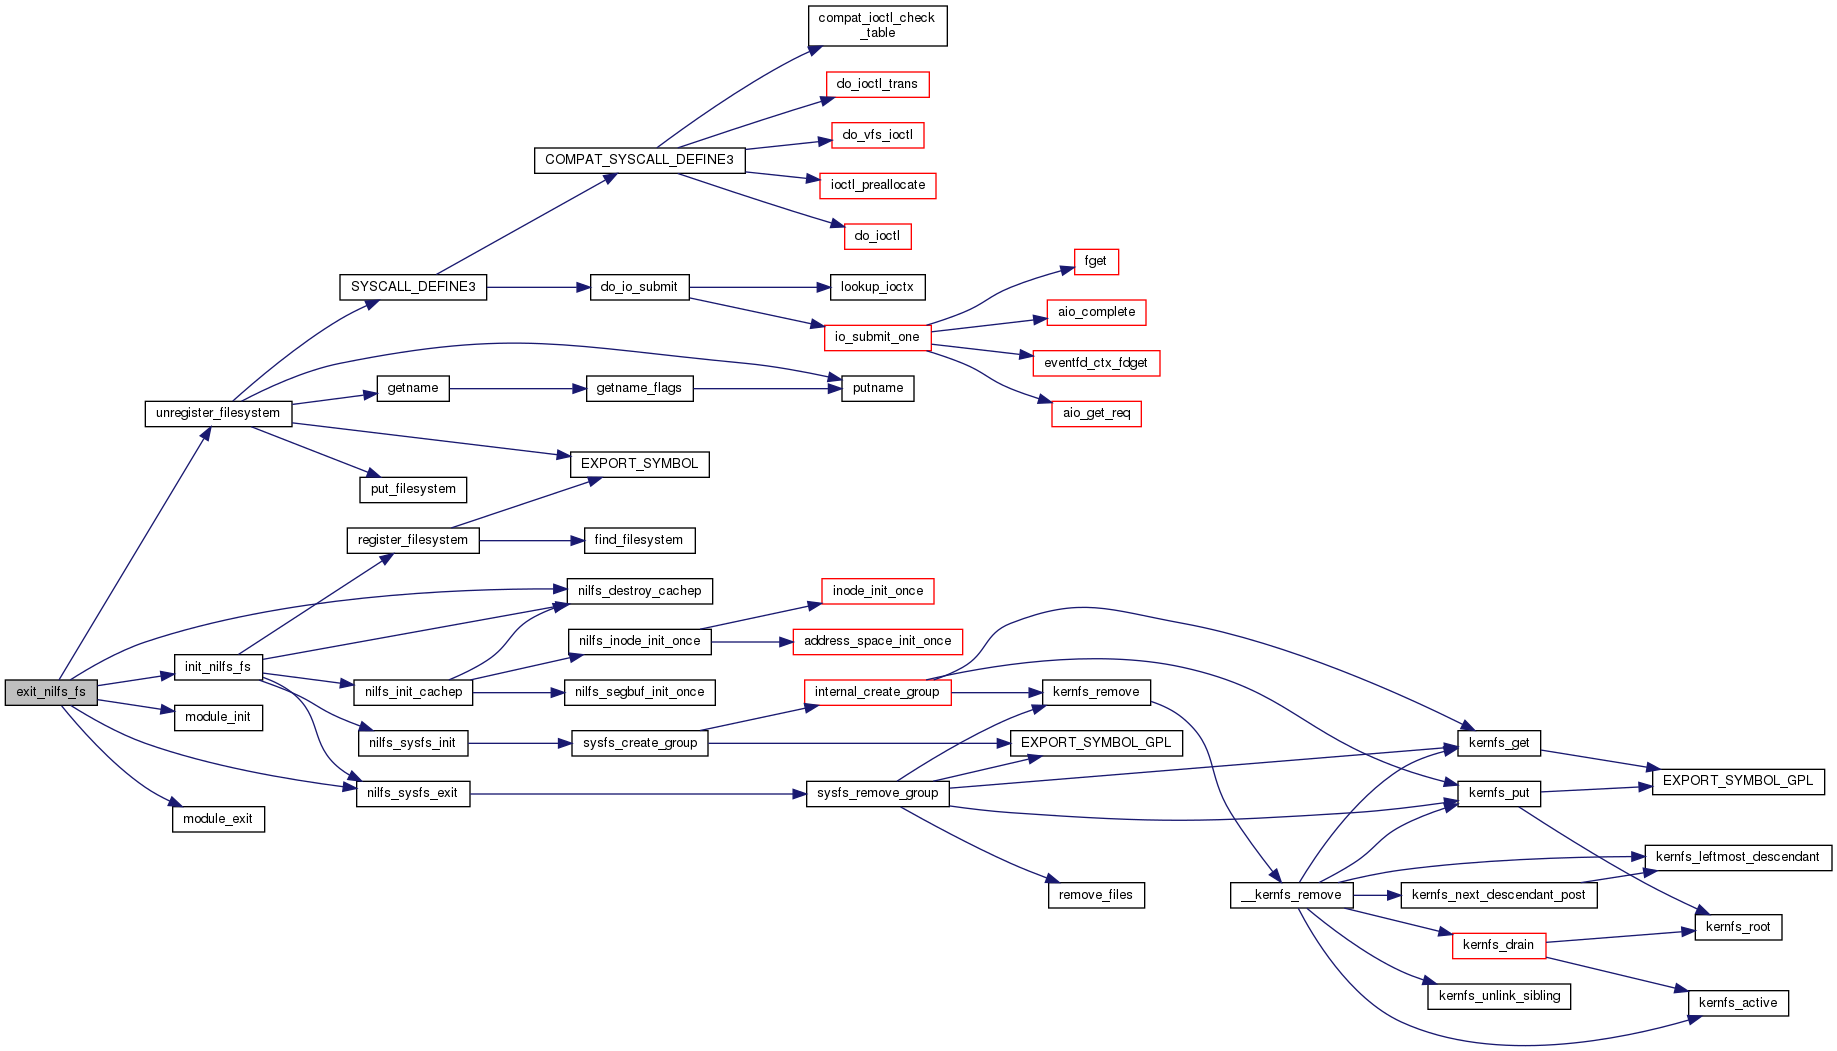 compat_ioctl_check
_table
do_ioctl_trans
do_vfs_ioctl
COMPAT_SYSCALL_DEFINE3
ioctl_preallocate
do_ioctl
fget
SYSCALL_DEFINE3
do_io_submit
lookup_ioctx
aio_complete
io_submit_one
eventfd_ctx_fdget
getname
getname_flags
putname
unregister_filesystem
aio_get_req
EXPORT_SYMBOL
put_filesystem
register_filesystem
find_filesystem
nilfs_destroy_cachep
inode_init_once
nilfs_inode_init_once
address_space_init_once
init_nilfs_fs
exit_nilfs_fs
nilfs_init_cachep
nilfs_segbuf_init_once
internal_create_group
kernfs_remove
module_init
nilfs_sysfs_init
sysfs_create_group
EXPORT_SYMBOL_GPL
kernfs_get
EXPORT_SYMBOL_GPL
nilfs_sysfs_exit
sysfs_remove_group
kernfs_put
module_exit
kernfs_leftmost_descendant
remove_files
__kernfs_remove
kernfs_next_descendant_post
kernfs_root
kernfs_drain
kernfs_unlink_sibling
kernfs_active